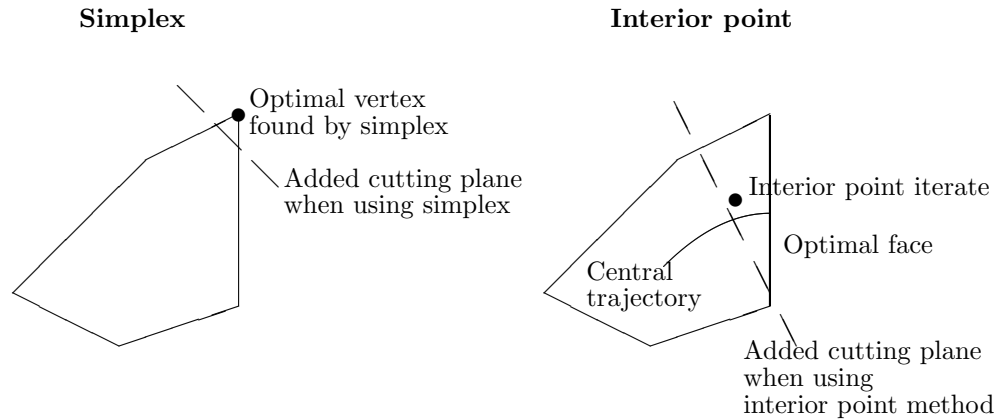 Simplex
Optimal vertex
found by simplex
Added cutting plane
when using simplex
Interior point
Interior point iterate
Optimal face
Central
trajectory
Added cutting plane
when using
interior point method